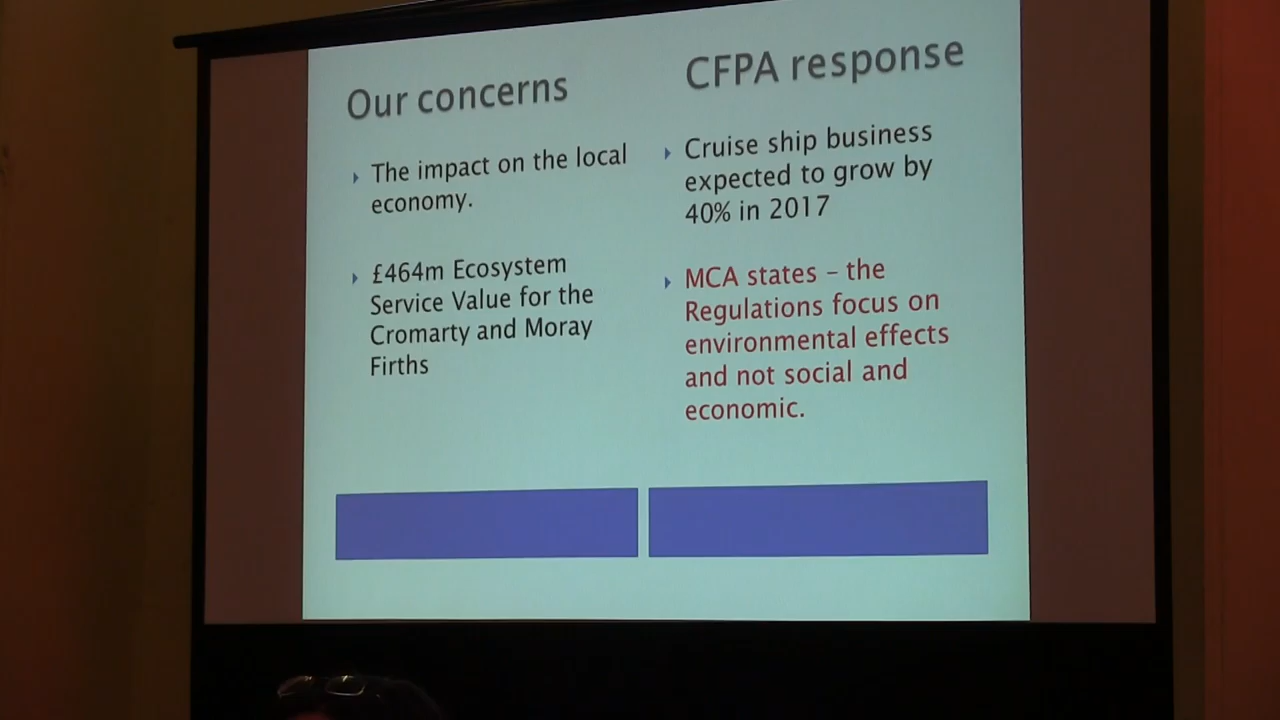 Our concerns
The impact on the local
economy.
£464m Ecosystem
Service Value for the
Cromarty and Moray
Firths
CFPA response
Cruise ship business
expected to grow by
40% in 2017
MCA states – the
Regulations focus on
environmental effects
and not social and
economic.